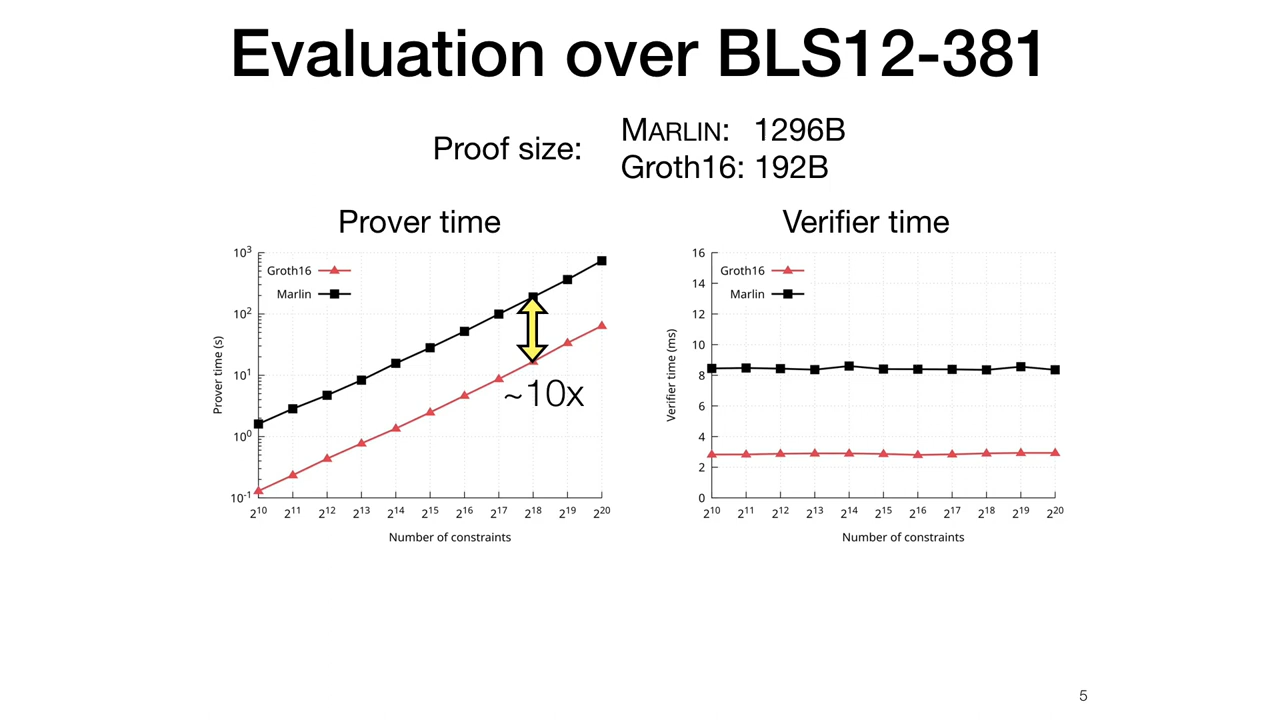 Evaluation over BLS12-381
Proof size:
MARLIN: 1296B
Groth16: 192B
Prover time
10³
10²
10¹
10⁰
10⁻¹
Prover time (s)
Groth16
Marlin
~10x
2¹⁰ 2¹¹ 2¹² 2¹³ 2¹⁴ 2¹⁵ 2¹⁶ 2¹⁷ 2¹⁸ 2¹⁹ 2²⁰
Number of constraints
Verifier time
16
14
12
10
8
6
4
2
0
Verifier time (ms)
Groth16
Marlin
2¹⁰ 2¹¹ 2¹² 2¹³ 2¹⁴ 2¹⁵ 2¹⁶ 2¹⁷ 2¹⁸ 2¹⁹ 2²⁰
Number of constraints
5